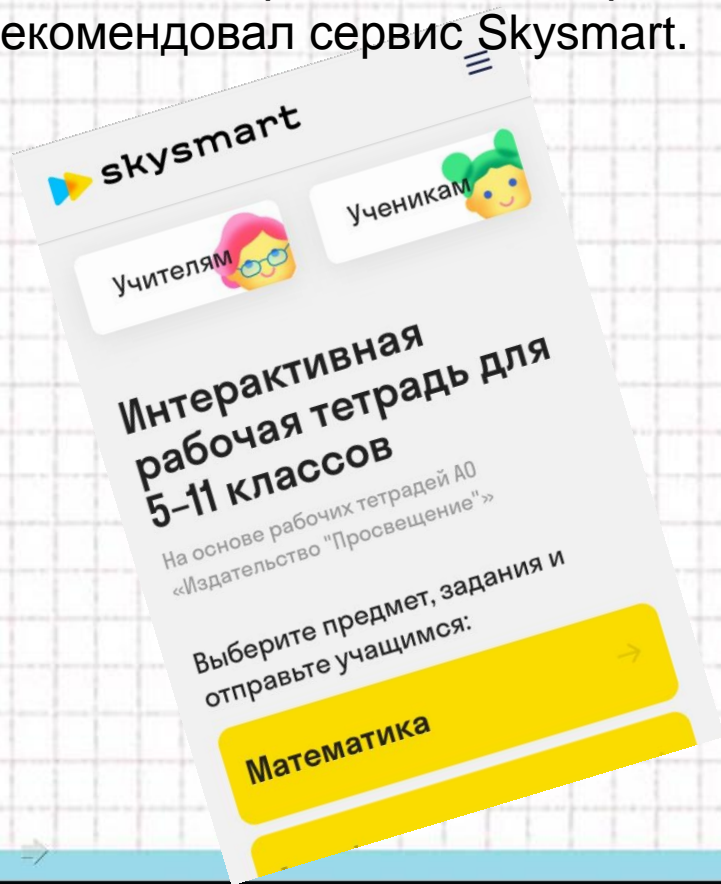 екомендовал сервис Skysmart.
skysmart
Учителям
Ученикам
Интерактивная
рабочая тетрадь для
5–11 классов
На основе рабочих тетрадей АО
«Издательство "Просвещение"»
Выберите предмет, задания и
отправьте учащимся:
Математика